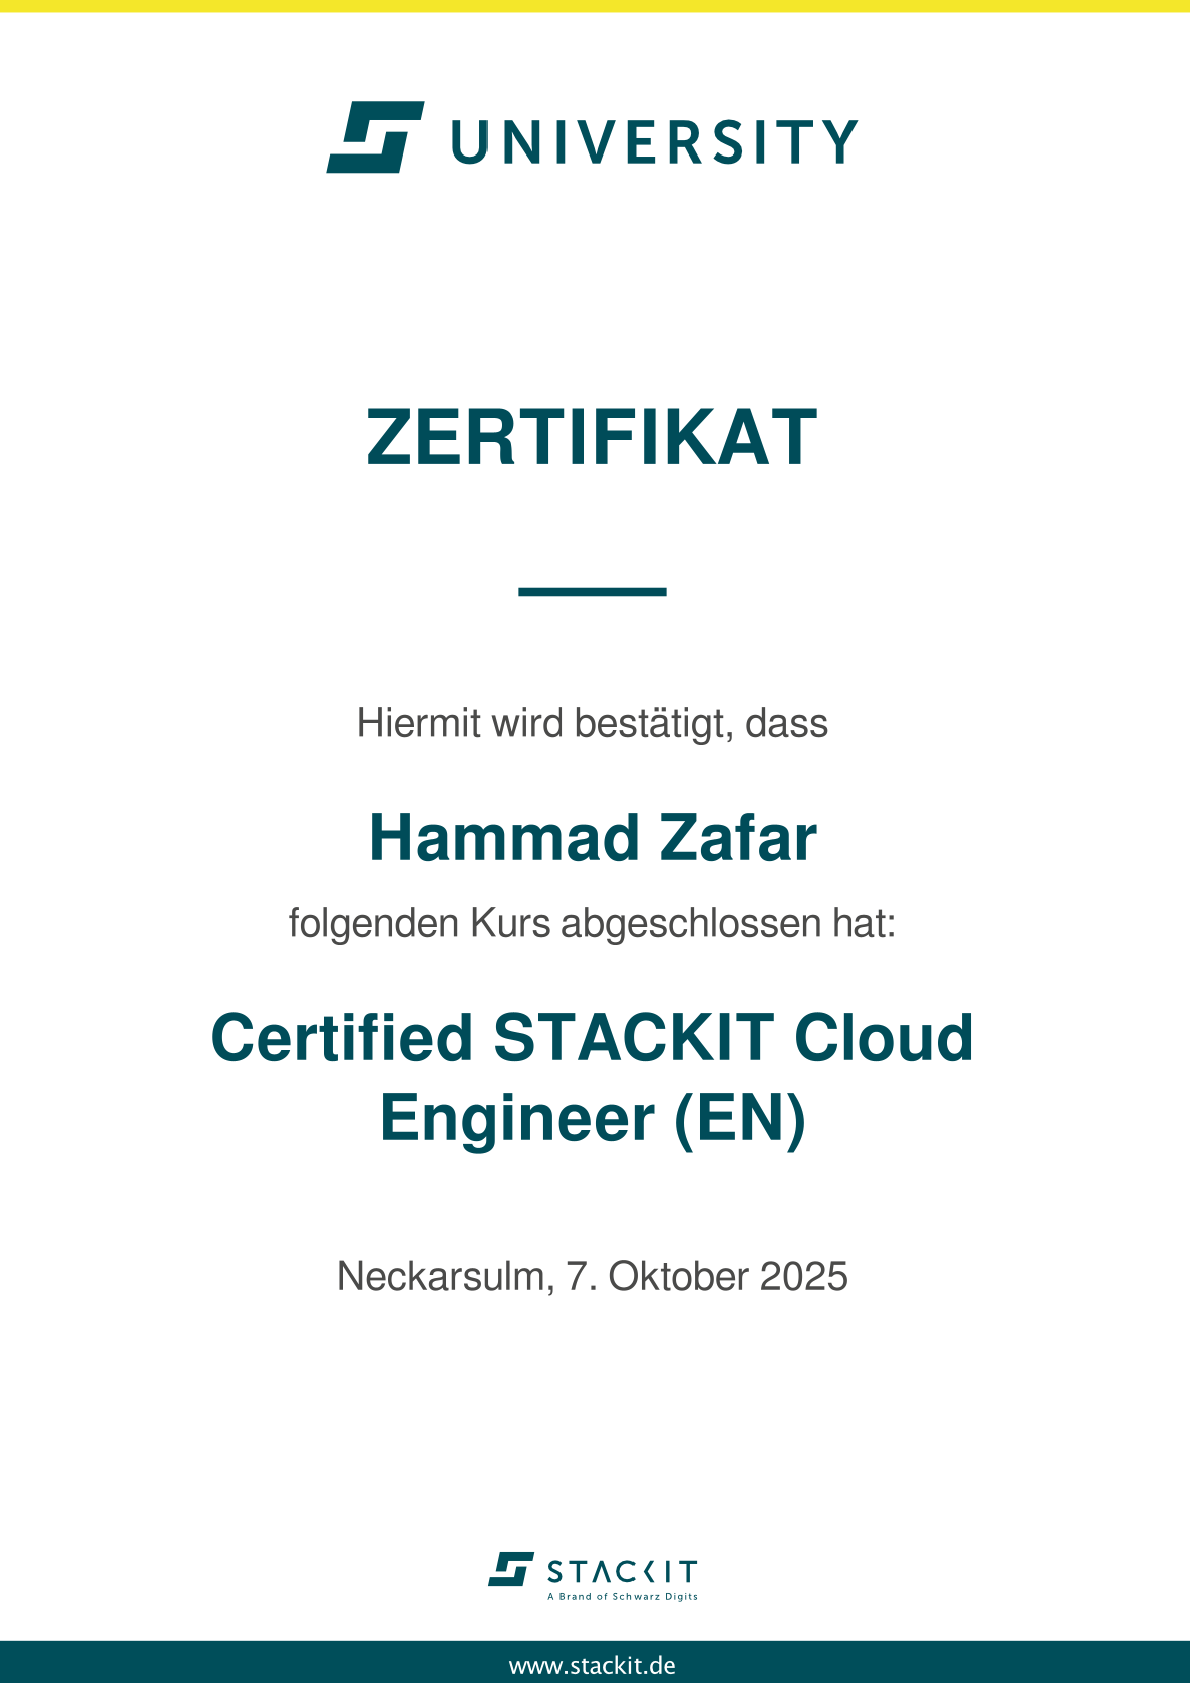 UNIVERSITY
ZERTIFIKAT
Hiermit wird bestätigt, dass
Hammad Zafar
folgenden Kurs abgeschlossen hat:
Certified STACKIT Cloud
Engineer (EN)
Neckarsulm, 7. Oktober 2025
STACKIT
A Brand of Schwarz Digits
www.stackit.de